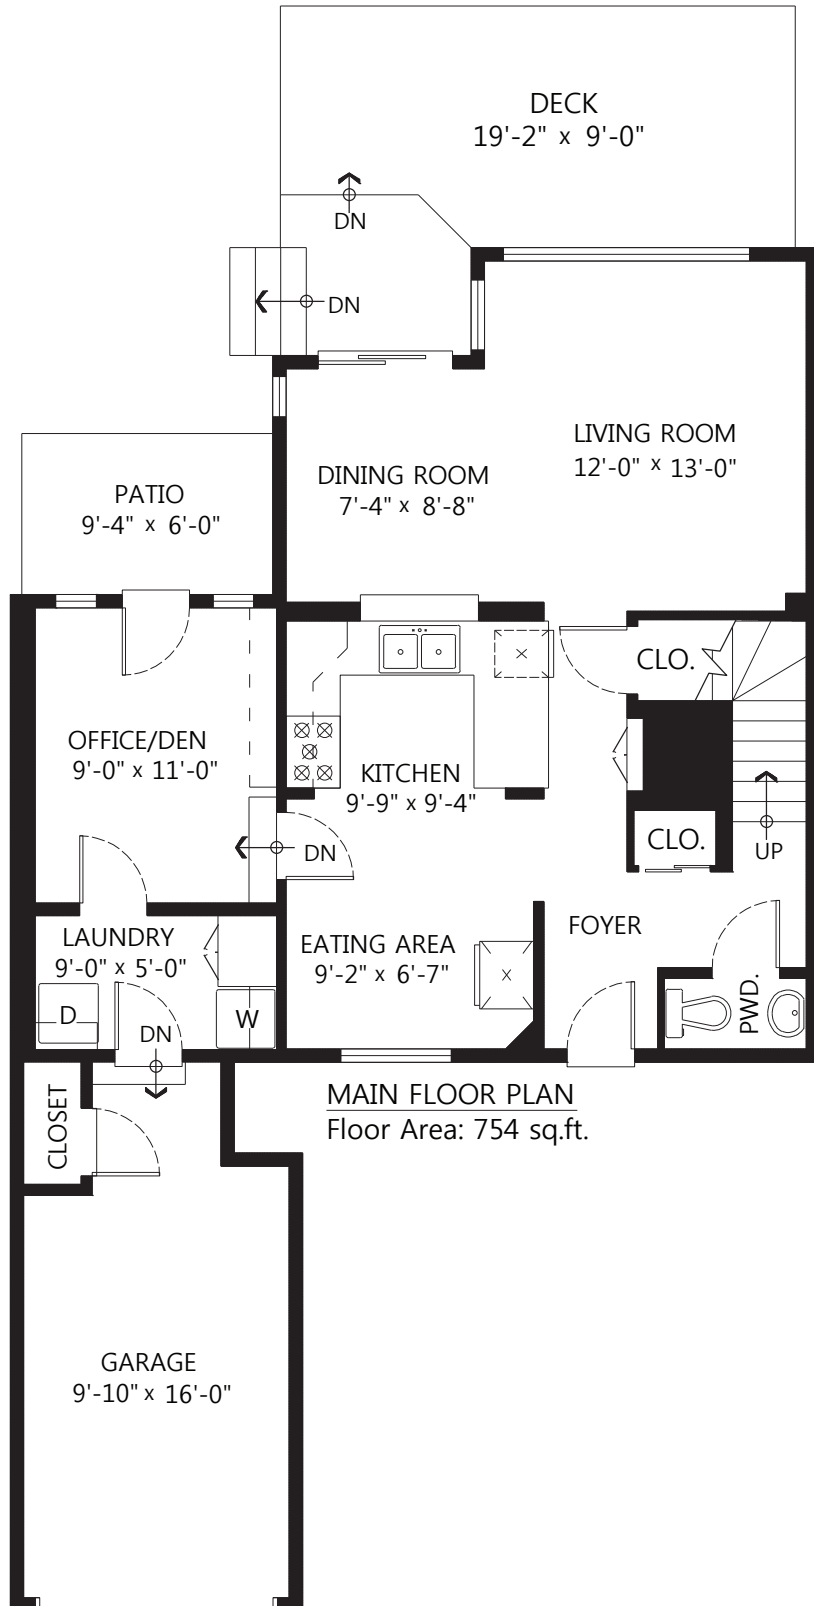 DECK
19'-2" x 9'-0"
DN
DN
LIVING ROOM
12'-0" x 13'-0"
DINING ROOM
7'-4" x 8'-8"
PATIO
9'-4" x 6'-0"
CLO.
OFFICE/DEN
9'-0" x 11'-0"
KITCHEN
9'-9" x 9'-4"
CLO.
UP
DN
LAUNDRY
9'-0" x 5'-0"
EATING AREA
9'-2" x 6'-7"
FOYER
PWD.
D
W
DN
CLOSET
MAIN FLOOR PLAN
Floor Area: 754 sq.ft.
GARAGE
9'-10" x 16'-0"